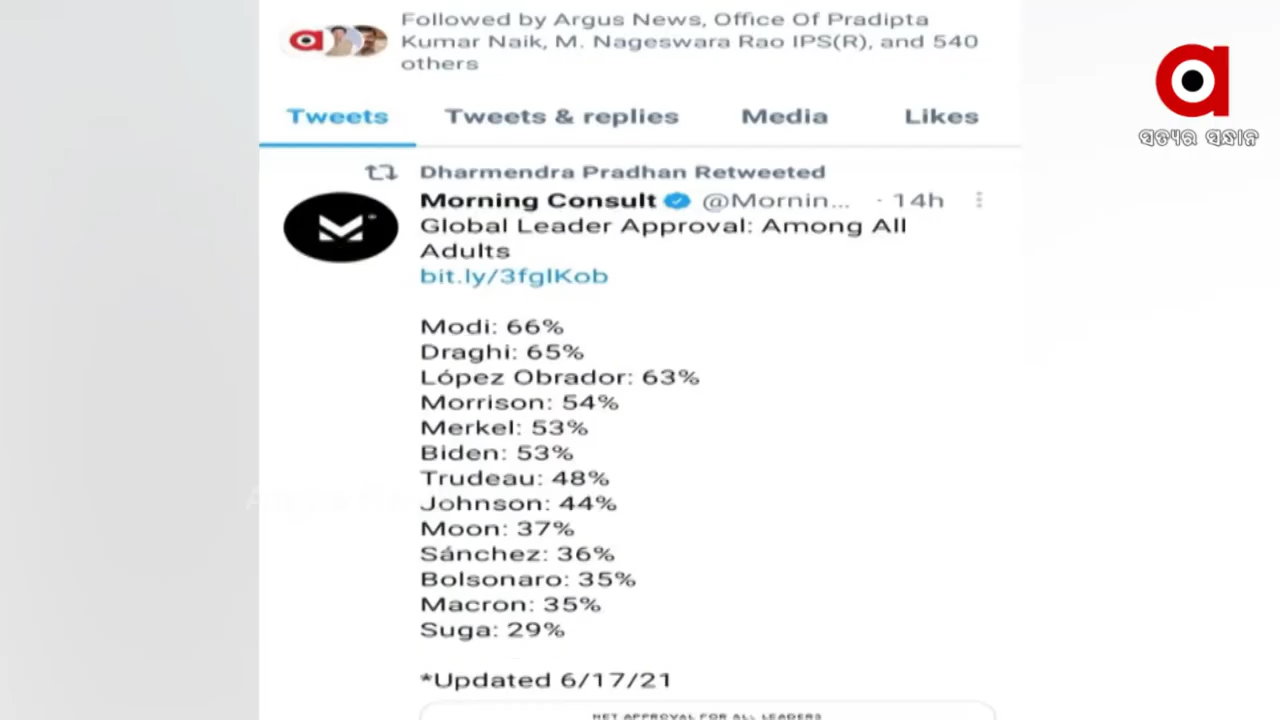 Followed by Argus News, Office Of Pradipta
Kumar Naik, M. Nageswara Rao IPS(R), and 540
others
ସତ୍ୟର ସନ୍ଧାନ
Tweets Tweets & replies Media Likes
Dharmendra Pradhan Retweeted
Morning Consult @Mornin... · 14h
Global Leader Approval: Among All
Adults
bit.ly/3fglKob
Modi: 66%
Draghi: 65%
López Obrador: 63%
Morrison: 54%
Merkel: 53%
Biden: 53%
Trudeau: 48%
Johnson: 44%
Moon: 37%
Sánchez: 36%
Bolsonaro: 35%
Macron: 35%
Suga: 29%
*Updated 6/17/21
NET APPROVAL FOR ALL LEADERS